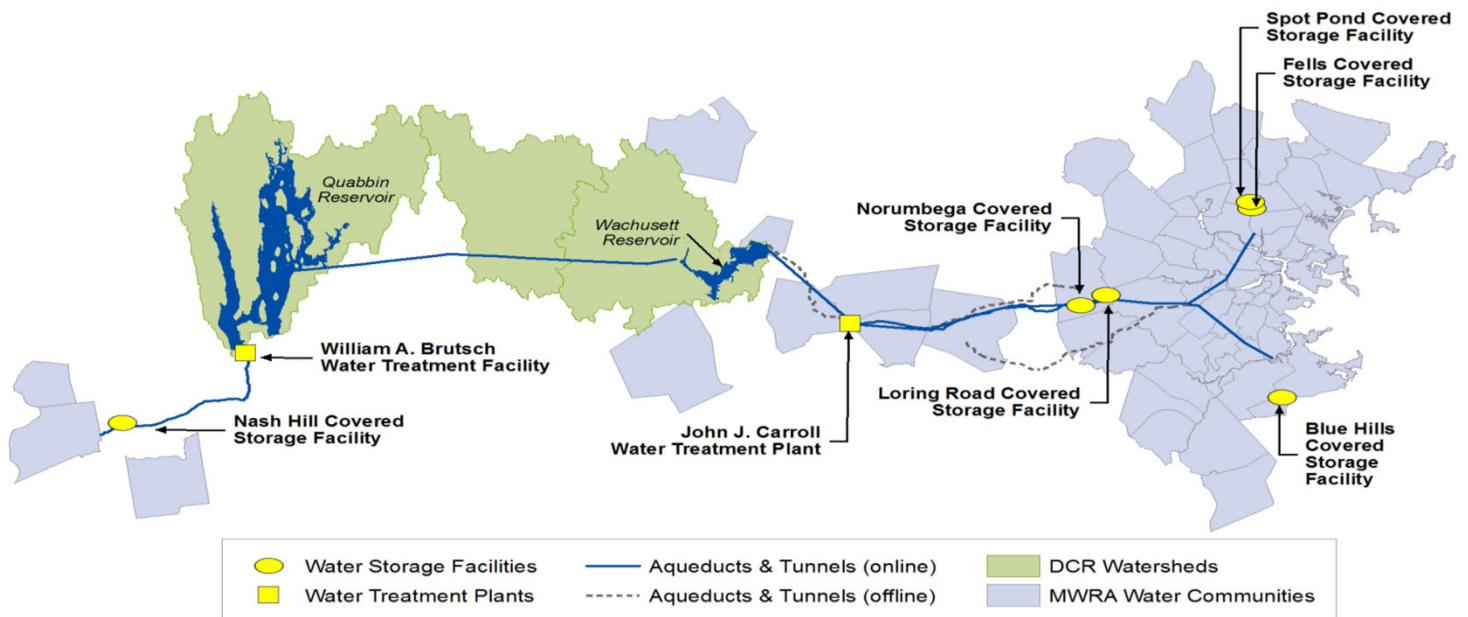 Spot Pond Covered
Storage Facility
Fells Covered
Storage Facility
Quabbin
Reservoir
Wachusett
Reservoir
Norumbega Covered
Storage Facility
William A. Brutsch
Water Treatment Facility
Nash Hill Covered
Storage Facility
John J. Carroll
Water Treatment Plant
Loring Road Covered
Storage Facility
Blue Hills
Covered
Storage
Facility
Water Storage Facilities
Aqueducts & Tunnels (online)
DCR Watersheds
Water Treatment Plants
Aqueducts & Tunnels (offline)
MWRA Water Communities